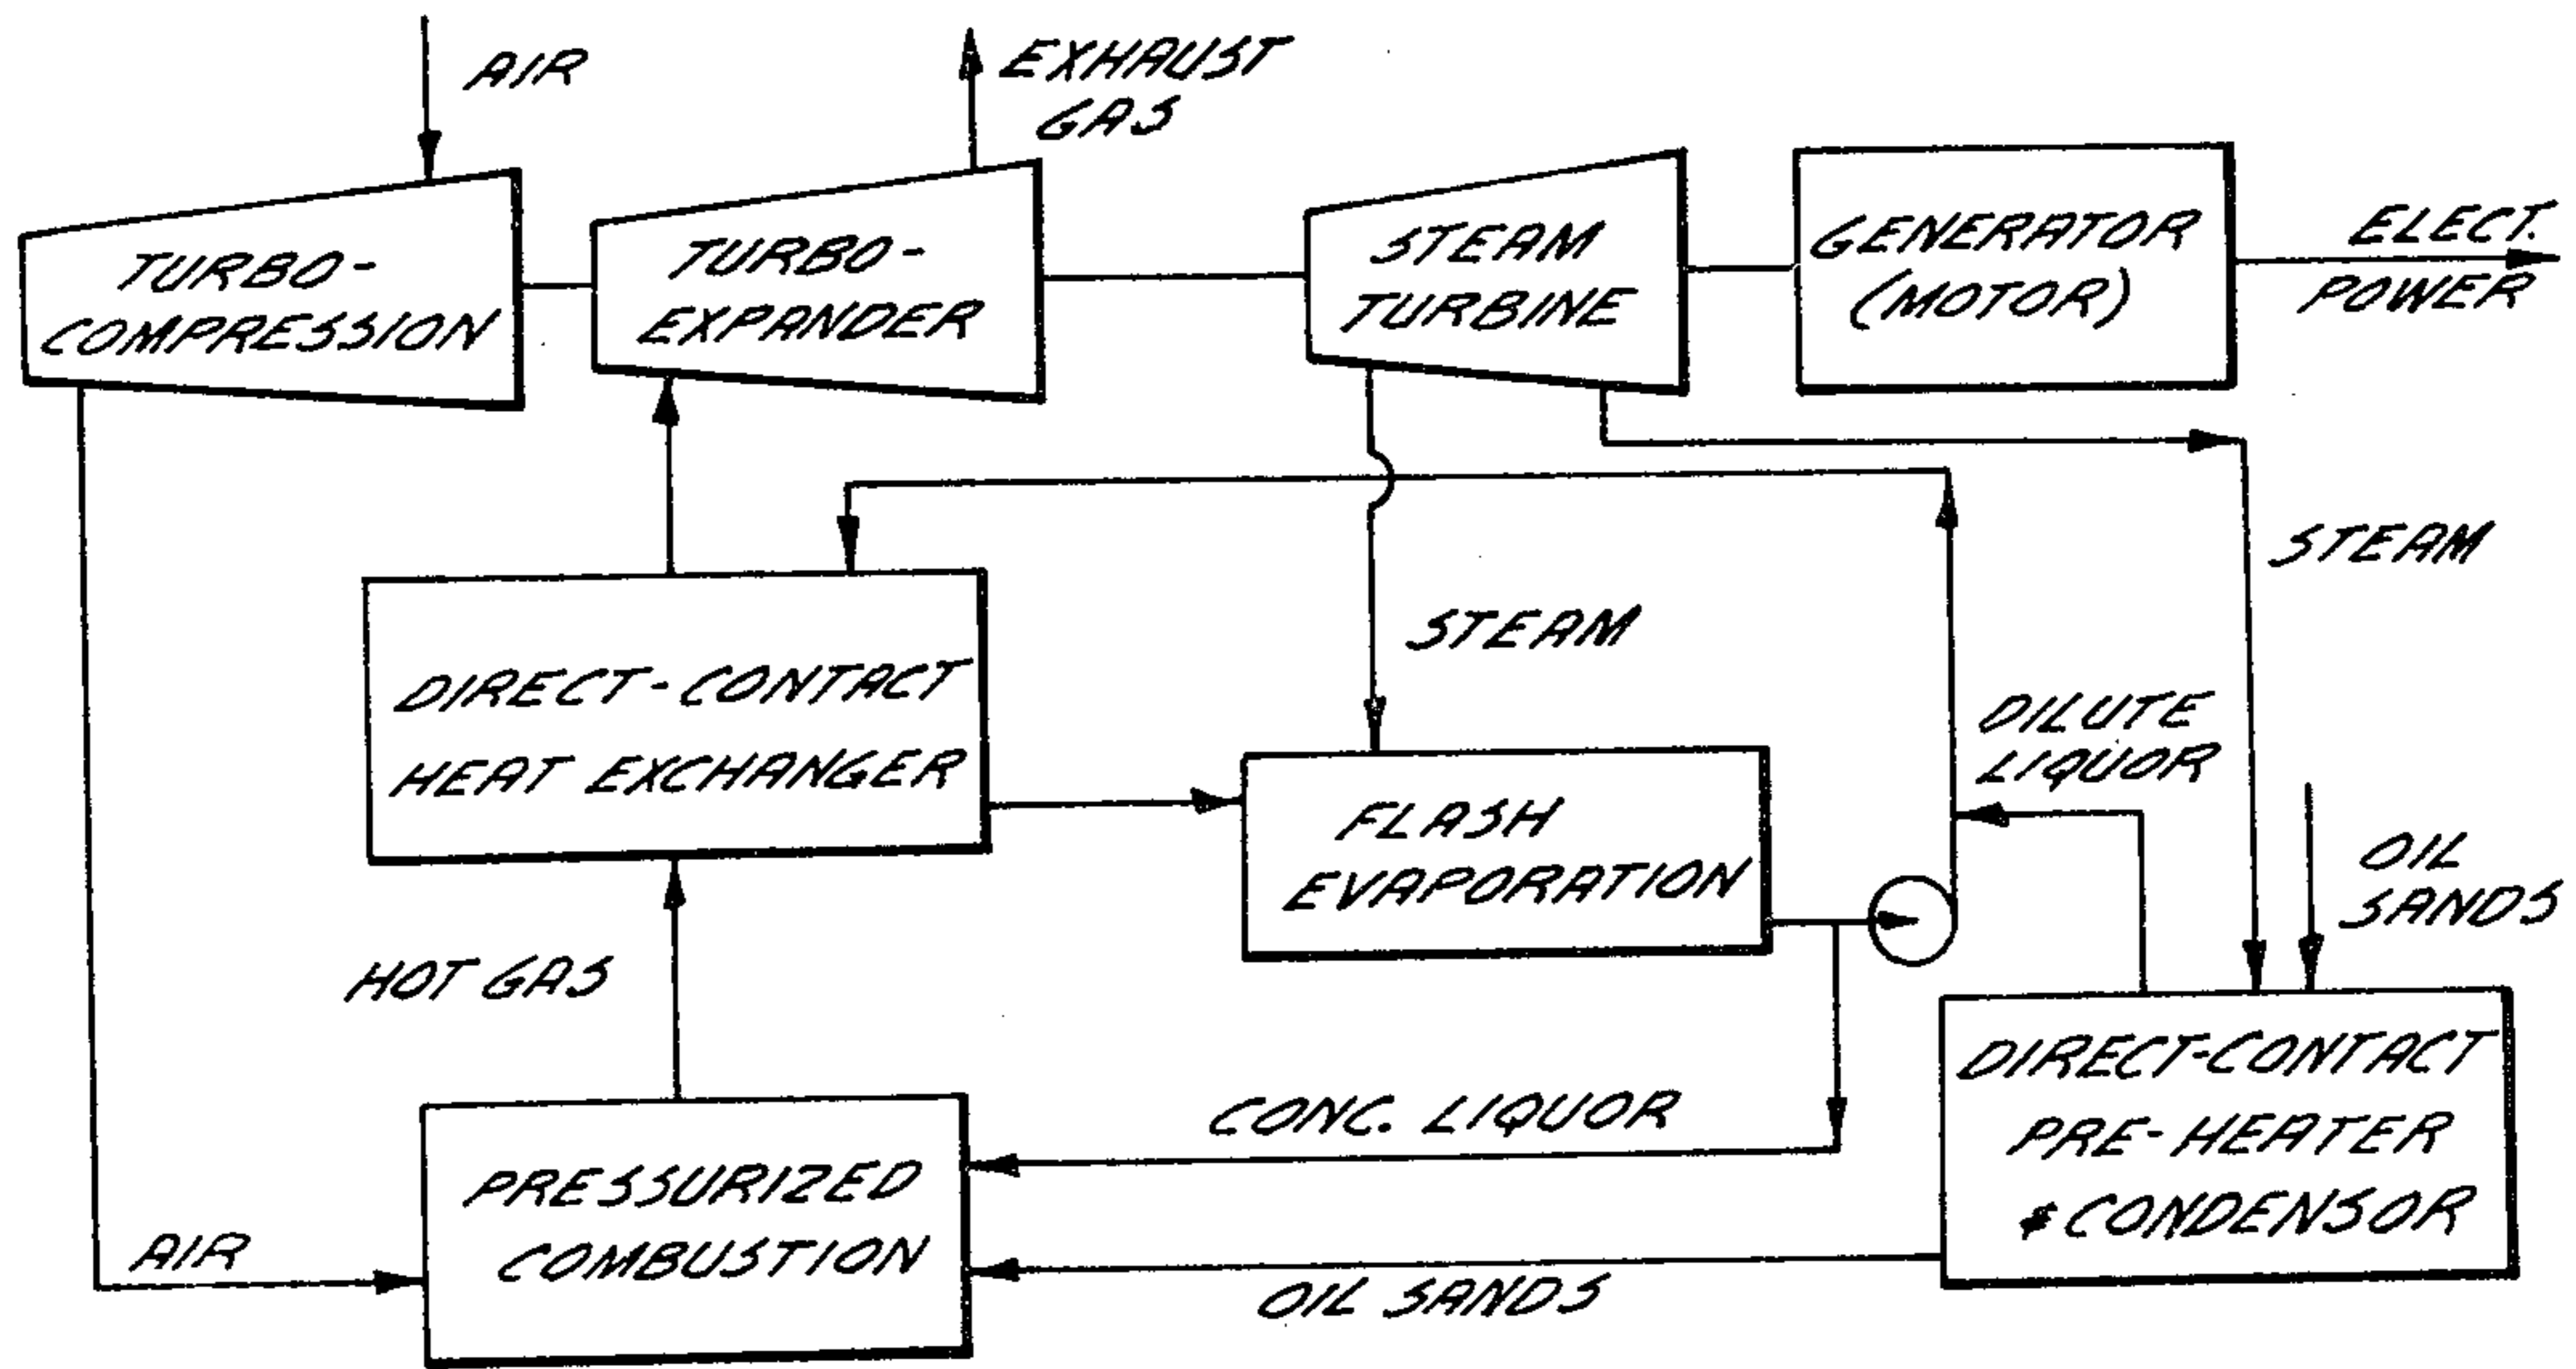 AIR
EXHAUST
GAS
TURBO-
COMPRESSION
TURBO-
EXPANDER
STEAM
TURBINE
GENERATOR
(MOTOR)
ELECT.
POWER
STEAM
STEAM
DIRECT-CONTACT
HEAT EXCHANGER
DILUTE
LIQUOR
FLASH
EVAPORATION
OIL
SANDS
HOT GAS
DIRECT-CONTACT
PRE-HEATER
& CONDENSOR
CONC. LIQUOR
PRESSURIZED
COMBUSTION
AIR
OIL SANDS